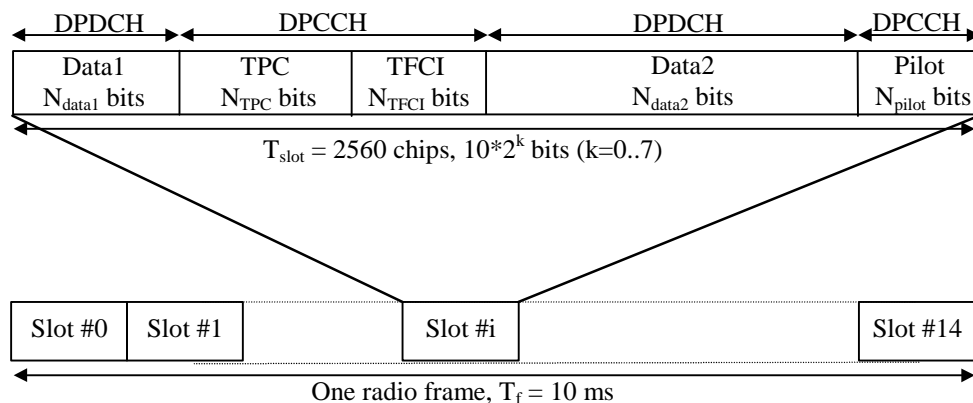 DPDCH DPCCH DPDCH DPCCH
Data1 TPC TFCI Data2 Pilot
N_data1 bits N_TPC bits N_TFCI bits N_data2 bits N_pilot bits
T_slot = 2560 chips, 10*2^k bits (k=0..7)
Slot #0 Slot #1 Slot #i Slot #14
One radio frame, T_f = 10 ms